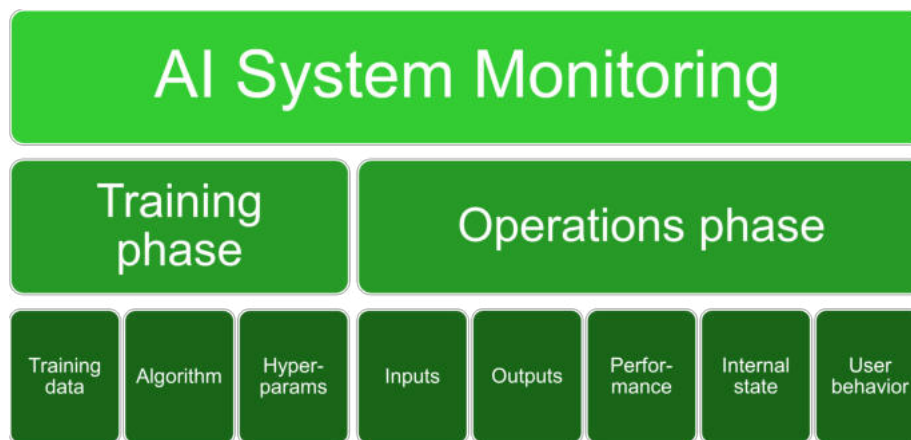 AI System Monitoring
Training
phase
Operations phase
Training
data
Algorithm
Hyper-
params
Inputs
Outputs
Perfor-
mance
Internal
state
User
behavior